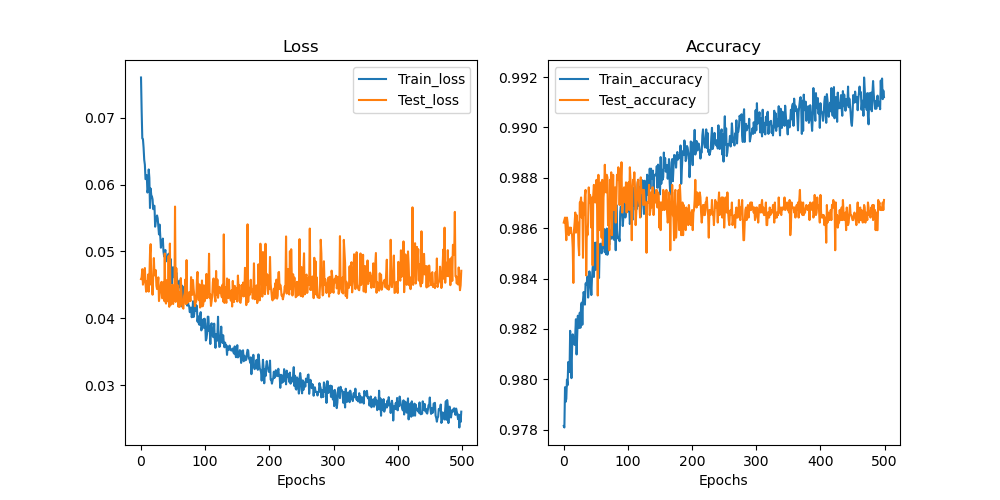 Loss
Train_loss
Test_loss
0.07
0.06
0.05
0.04
0.03
0 100 200 300 400 500
Epochs
Accuracy
Train_accuracy
Test_accuracy
0.992
0.990
0.988
0.986
0.984
0.982
0.980
0.978
0 100 200 300 400 500
Epochs